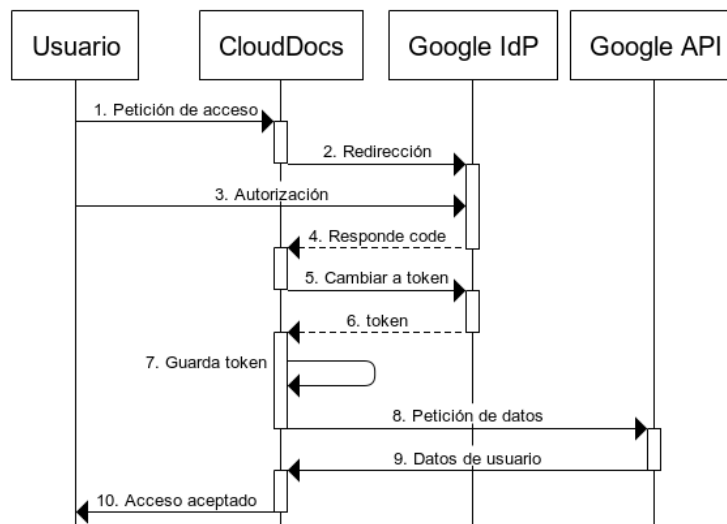 Usuario
CloudDocs
Google IdP
Google API
1. Petición de acceso
2. Redirección
3. Autorización
4. Responde code
5. Cambiar a token
6. token
7. Guarda token
8. Petición de datos
9. Datos de usuario
10. Acceso aceptado